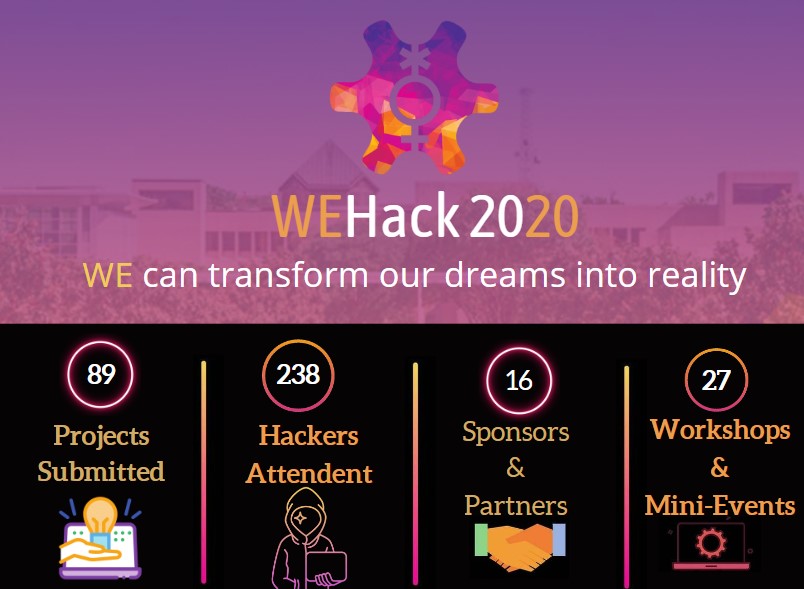 WEHack 2020
WE can transform our dreams into reality
89
Projects
Submitted
238
Hackers
Attendent
16
Sponsors
&
Partners
27
Workshops
&
Mini-Events